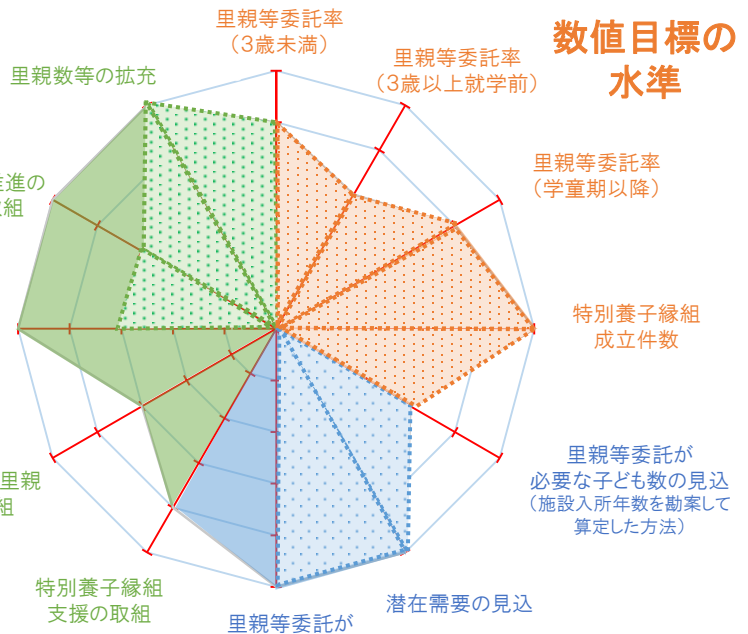 数値目標の
水準
里親等委託率
（3歳未満）
里親等委託率
（3歳以上就学前）
里親数等の拡充
里親等委託率
（学童期以降）
進の
組
特別養子縁組
成立件数
里親等委託が
必要な子ども数の見込
（施設入所年数を勘案して
算定した方法）
里親
組
潜在需要の見込
特別養子縁組
支援の取組
里親等委託が